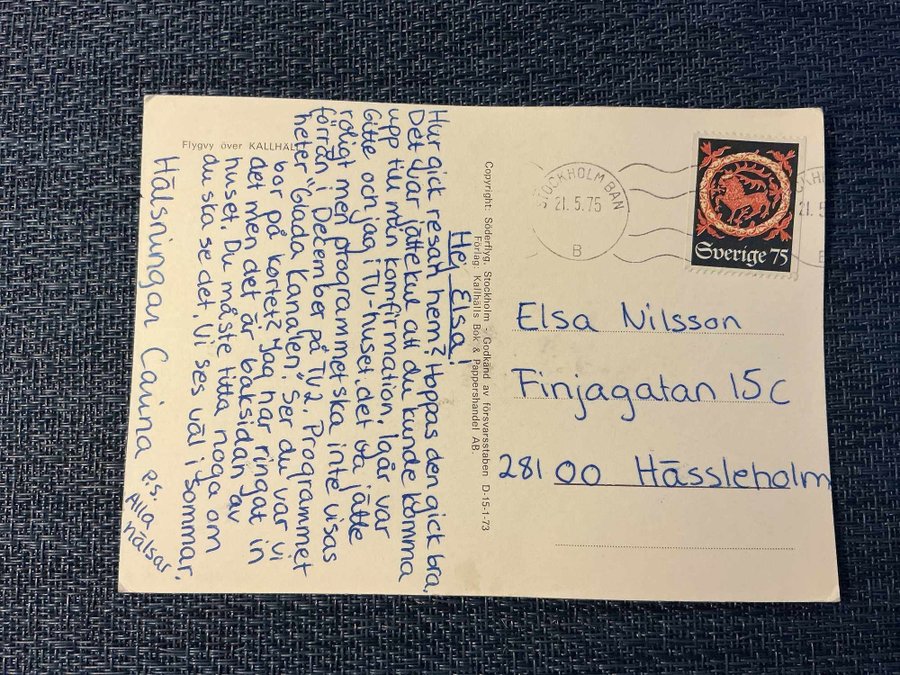 Flygvy över KALLHÄL
Hej Elsa!
Hur gick resan hem? Hoppas den gick bra.
Det var jättekul att du kunde komma
upp till min komfirmation. Igår var
Gitte och jag i TV-huset, det va jätte
roligt men programmet ska inte visas
förrän i December på TV2. Programmet
heter "Glada Kanalen". Ser du var vi
bor på kortet? Jag har ringat in
det men det är baksidan av
huset. Du måste titta noga om
du ska se det. Vi ses väl i sommar.
Hälsningar Carina
P.S.
Alla
hälsar
Copyright: Söderflyg, Stockholm - Godkänd av försvarsstaben D-15-1-73
Förlag: Kallhälls Bok & Pappershandel AB.
STOCKHOLM BAN
21.5.75
B
Sverige 75
Elsa Nilsson
Finjagatan 15c
281 00 Hässleholm